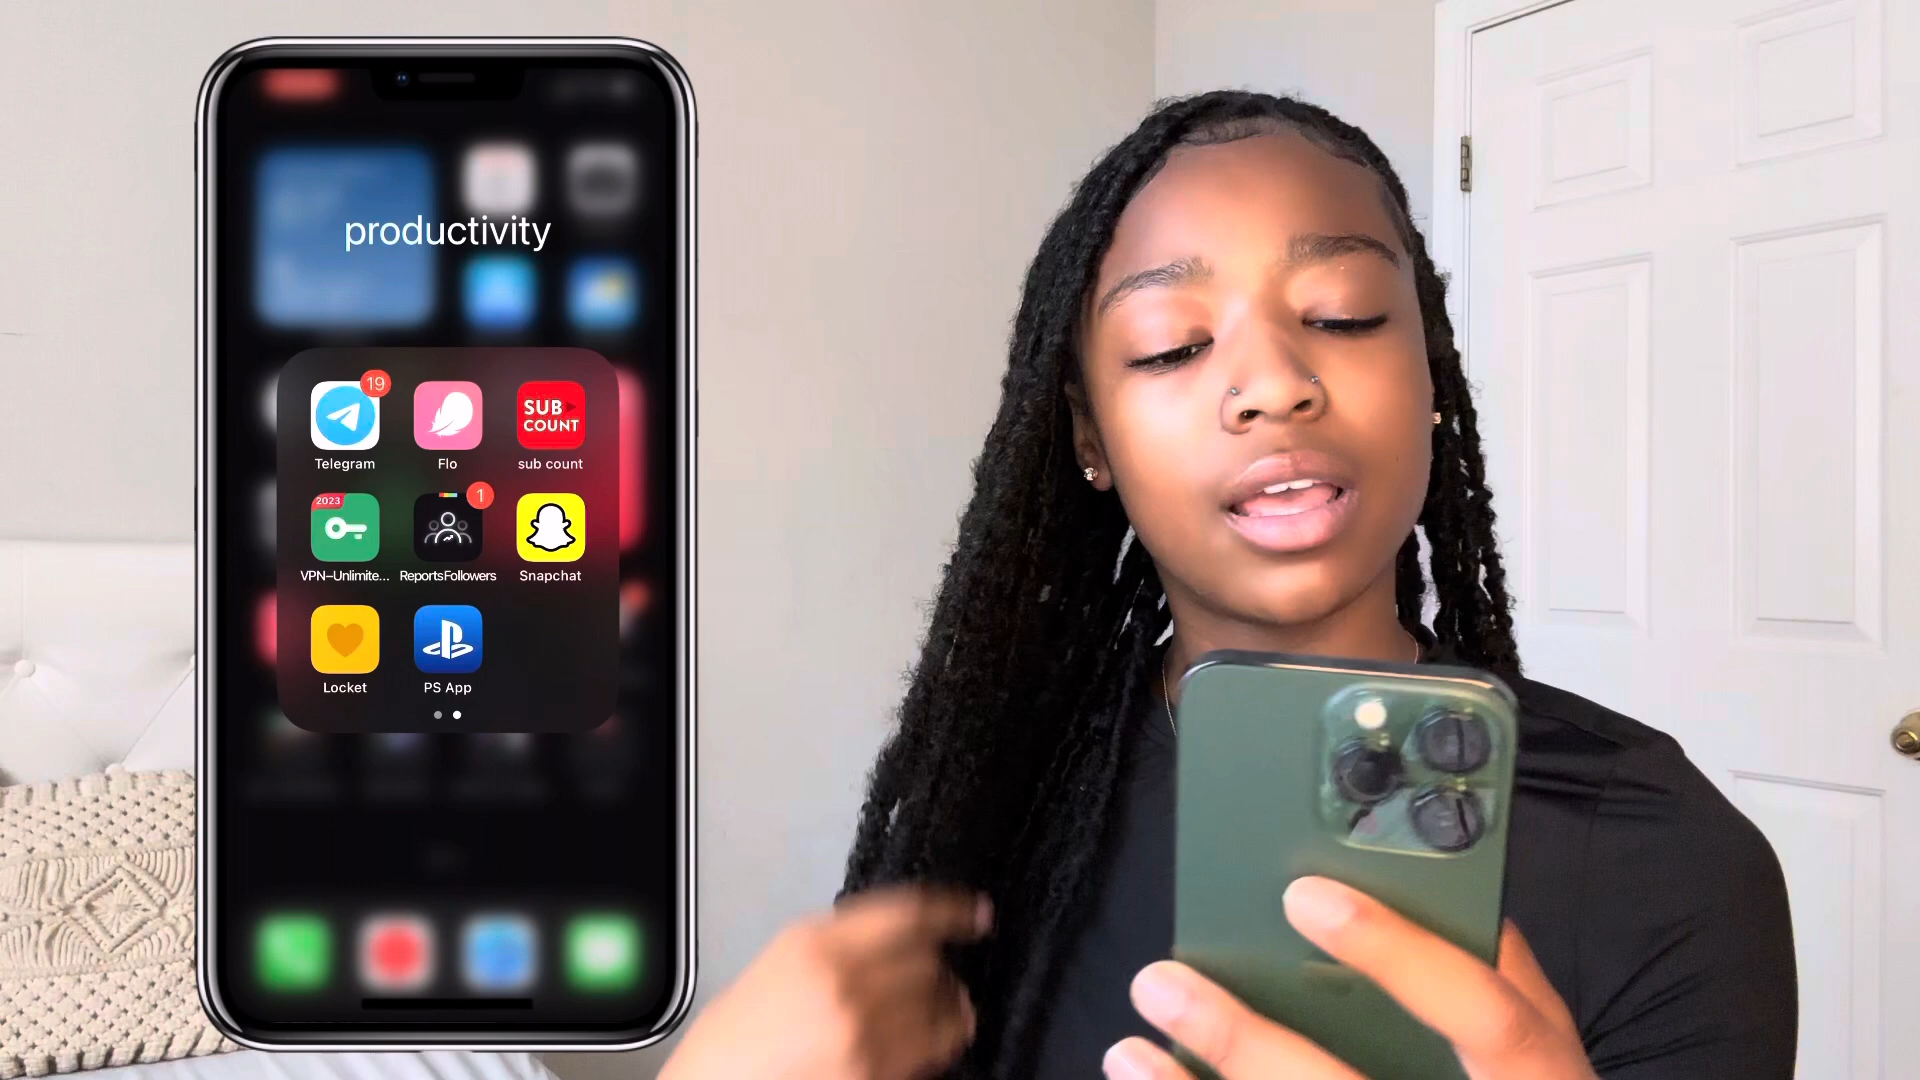 productivity
19
SUB
COUNT
Telegram
Flo
sub count
2023
1
VPN–Unlimite...
ReportsFollowers
Snapchat
Locket
PS App